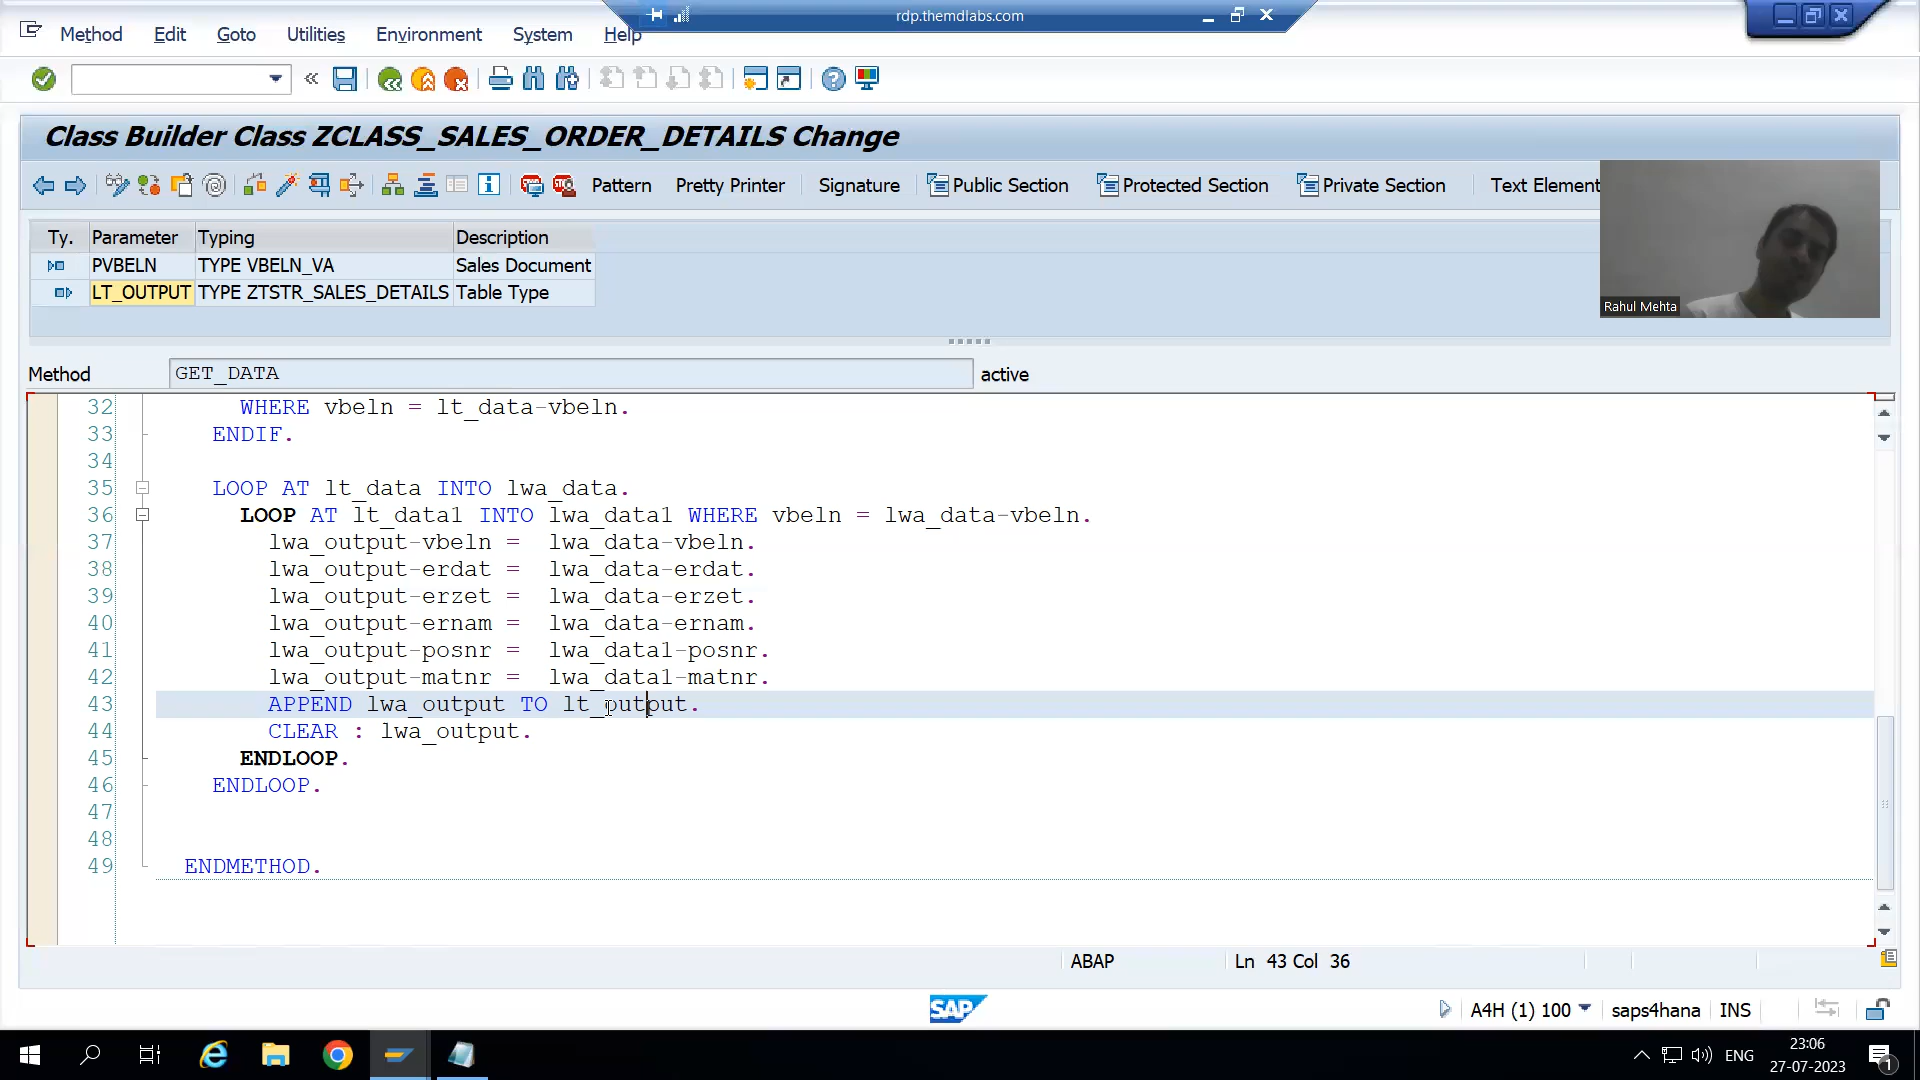 rdp.themdlabs.com
Method Edit Goto Utilities Environment System Help
Class Builder Class ZCLASS_SALES_ORDER_DETAILS Change
Pattern Pretty Printer Signature Public Section Protected Section Private Section Text Element
Ty. Parameter Typing Description
PVBELN TYPE VBELN_VA Sales Document
LT_OUTPUT TYPE ZTSTR_SALES_DETAILS Table Type
Rahul Mehta
Method GET_DATA active
32 WHERE vbeln = lt_data-vbeln.
33 ENDIF.
34
35 LOOP AT lt_data INTO lwa_data.
36 LOOP AT lt_data1 INTO lwa_data1 WHERE vbeln = lwa_data-vbeln.
37 lwa_output-vbeln = lwa_data-vbeln.
38 lwa_output-erdat = lwa_data-erdat.
39 lwa_output-erzet = lwa_data-erzet.
40 lwa_output-ernam = lwa_data-ernam.
41 lwa_output-posnr = lwa_data1-posnr.
42 lwa_output-matnr = lwa_data1-matnr.
43 APPEND lwa_output TO lt_output.
44 CLEAR : lwa_output.
45 ENDLOOP.
46 ENDLOOP.
47
48
49 ENDMETHOD.
ABAP Ln 43 Col 36
SAP A4H (1) 100 saps4hana INS
ENG 23:06
27-07-2023
1